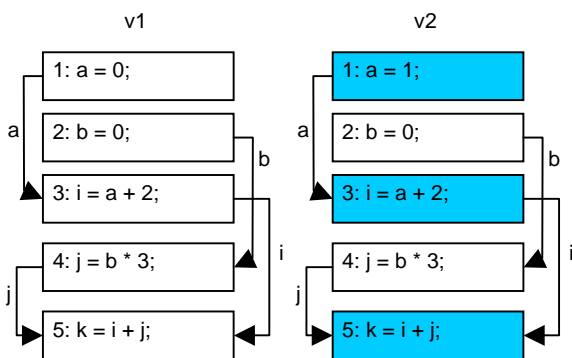 v1
1: a = 0;
a
2: b = 0;
b
3: i = a + 2;
4: j = b * 3;
i
j
5: k = i + j;
v2
1: a = 1;
a
2: b = 0;
b
3: i = a + 2;
4: j = b * 3;
i
j
5: k = i + j;